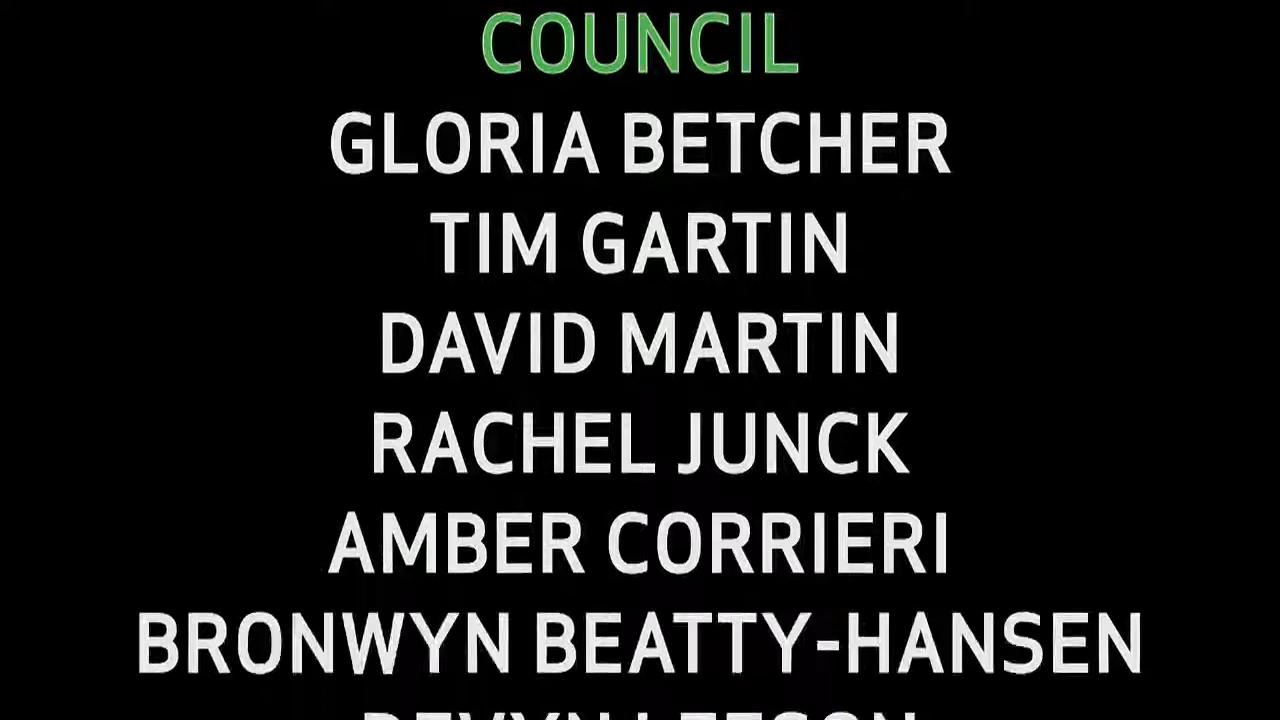 COUNCIL
GLORIA BETCHER
TIM GARTIN
DAVID MARTIN
RACHEL JUNCK
AMBER CORRIERI
BRONWYN BEATTY-HANSEN